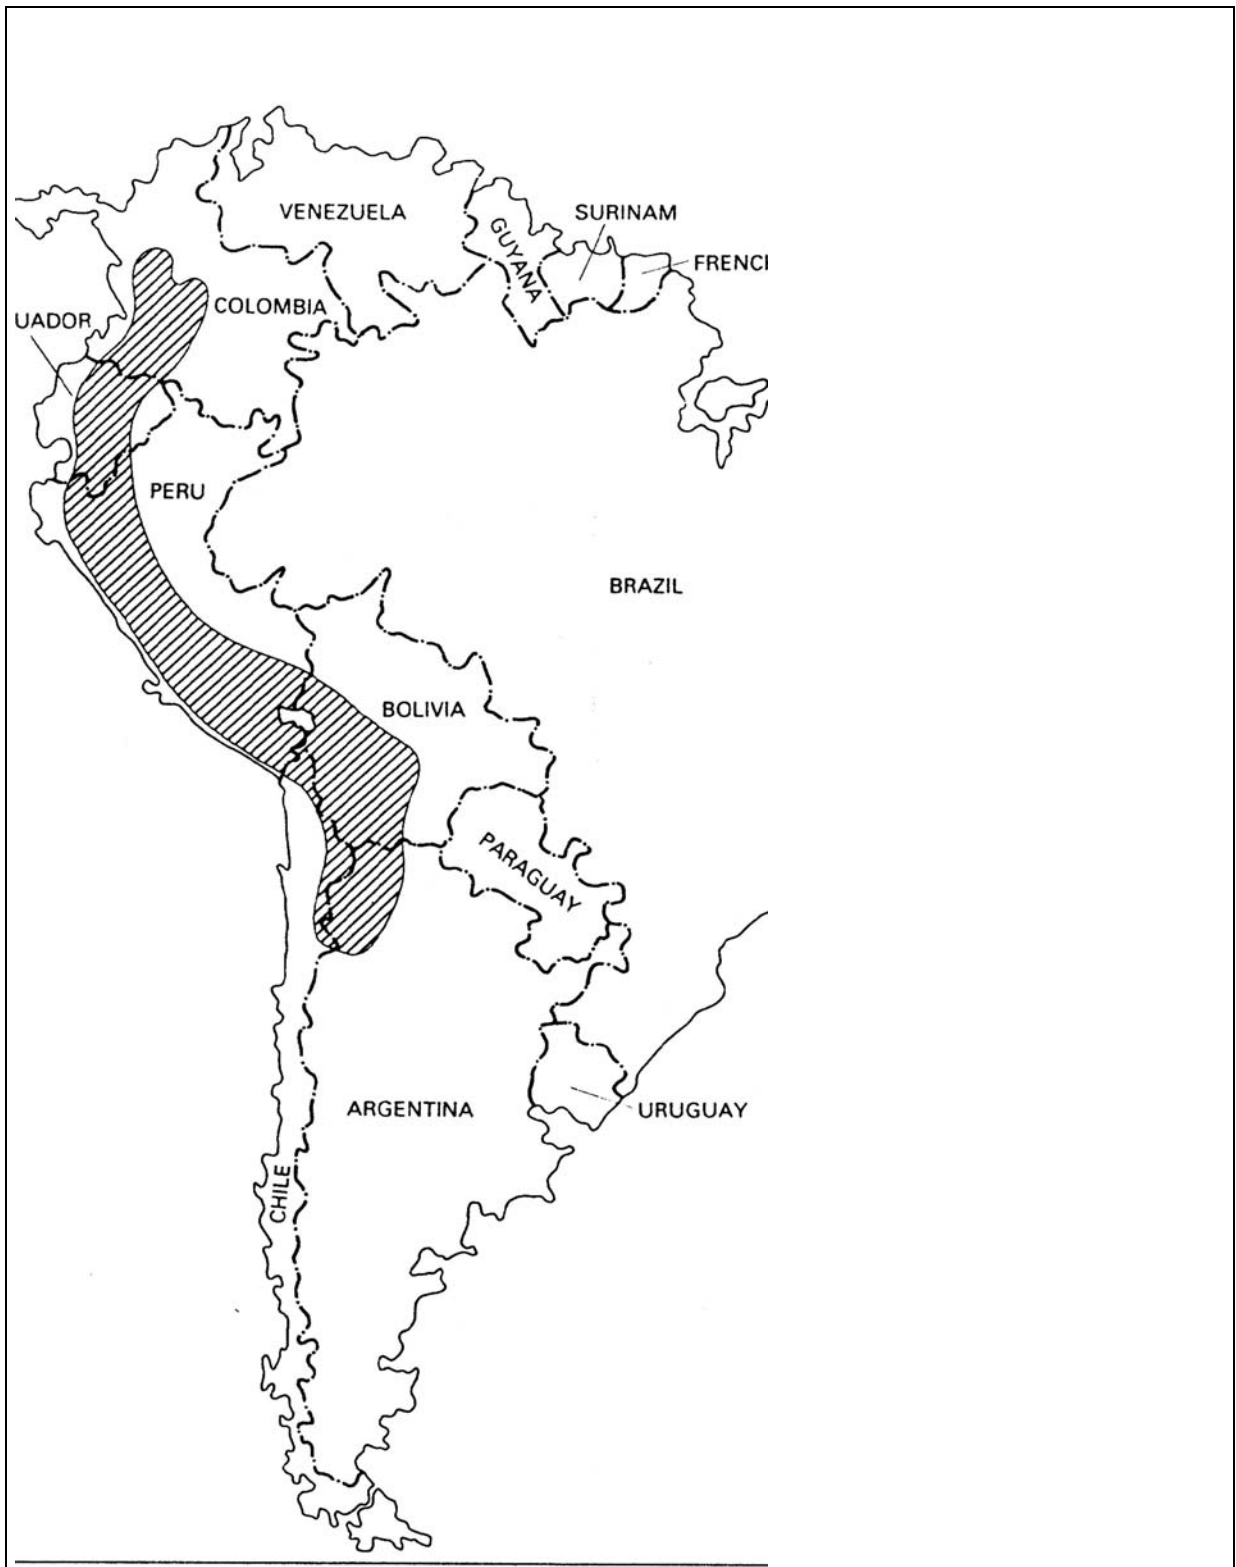 VENEZUELA
SURINAM
GUYANA
FRENCI
COLOMBIA
UADOR
PERU
BRAZIL
BOLIVIA
PARAGUAY
ARGENTINA
URUGUAY
CHILE